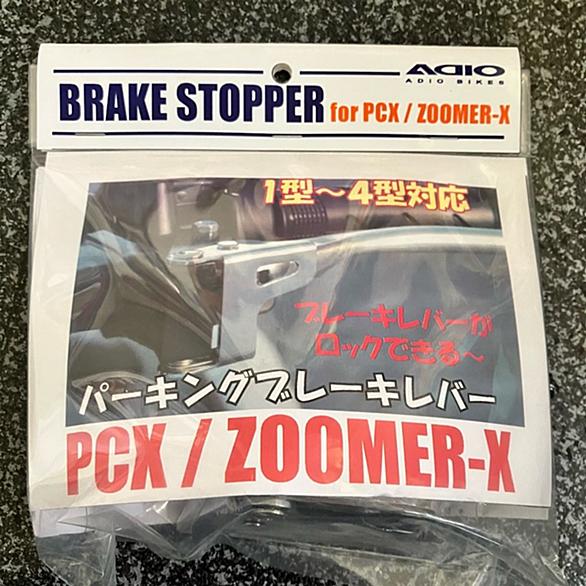 ADIO
ADIO BIKES
BRAKE STOPPER for PCX / ZOOMER-X
1型〜4型対応
ブレーキレバーが
ロックできる〜
パーキングブレーキレバー
PCX / ZOOMER-X